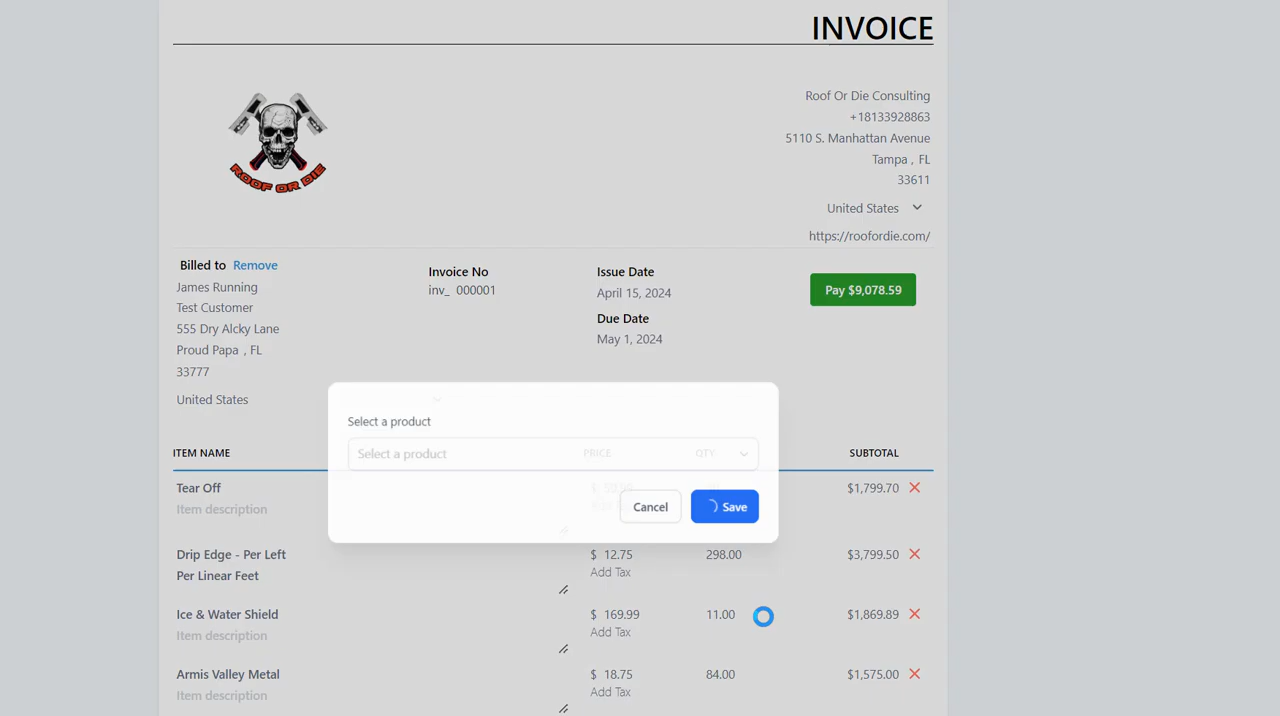 INVOICE
ROOF OR DIE
Roof Or Die Consulting
+18133928863
5110 S. Manhattan Avenue
Tampa , FL
33611
United States
https://roofordie.com/
Billed to Remove
James Running
Test Customer
555 Dry Alcky Lane
Proud Papa , FL
33777
United States
Invoice No
inv_ 000001
Issue Date
April 15, 2024
Due Date
May 1, 2024
Pay $9,078.59
Select a product
Select a product
Cancel Save
ITEM NAME PRICE QTY SUBTOTAL
Tear Off $ 59.99 $1,799.70
Item description
Drip Edge - Per Left $ 12.75 298.00 $3,799.50
Per Linear Feet Add Tax
Ice & Water Shield $ 169.99 11.00 $1,869.89
Item description Add Tax
Armis Valley Metal $ 18.75 84.00 $1,575.00
Item description Add Tax